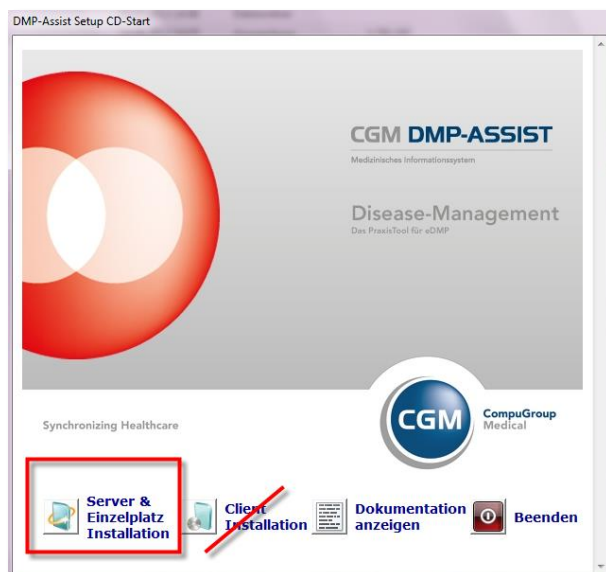 DMP-Assist Setup CD-Start
CGM DMP-ASSIST
Medizinisches Informationssystem
Disease-Management
Das PraxisTool für eDMP
Synchronizing Healthcare
CGM
CompuGroup
Medical
Server &
Einzelplatz
Installation
Client
Installation
Dokumentation
anzeigen
Beenden